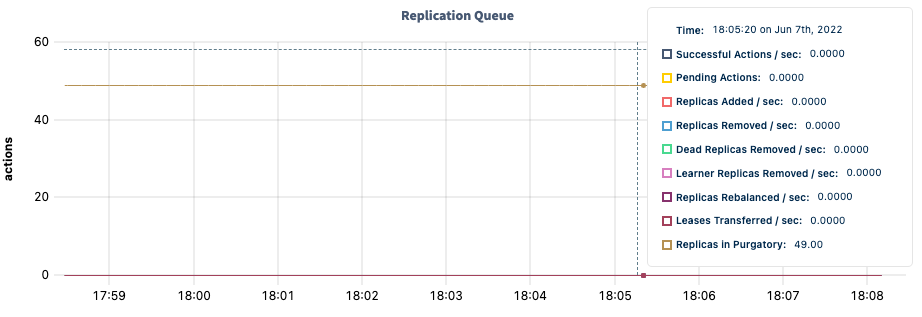 Replication Queue
60
40
20
0
actions
17:59 18:00 18:01 18:02 18:03 18:04 18:05 18:06 18:07 18:08
Time: 18:05:20 on Jun 7th, 2022
Successful Actions / sec: 0.0000
Pending Actions: 0.0000
Replicas Added / sec: 0.0000
Replicas Removed / sec: 0.0000
Dead Replicas Removed / sec: 0.0000
Learner Replicas Removed / sec: 0.0000
Replicas Rebalanced / sec: 0.0000
Leases Transferred / sec: 0.0000
Replicas in Purgatory: 49.00